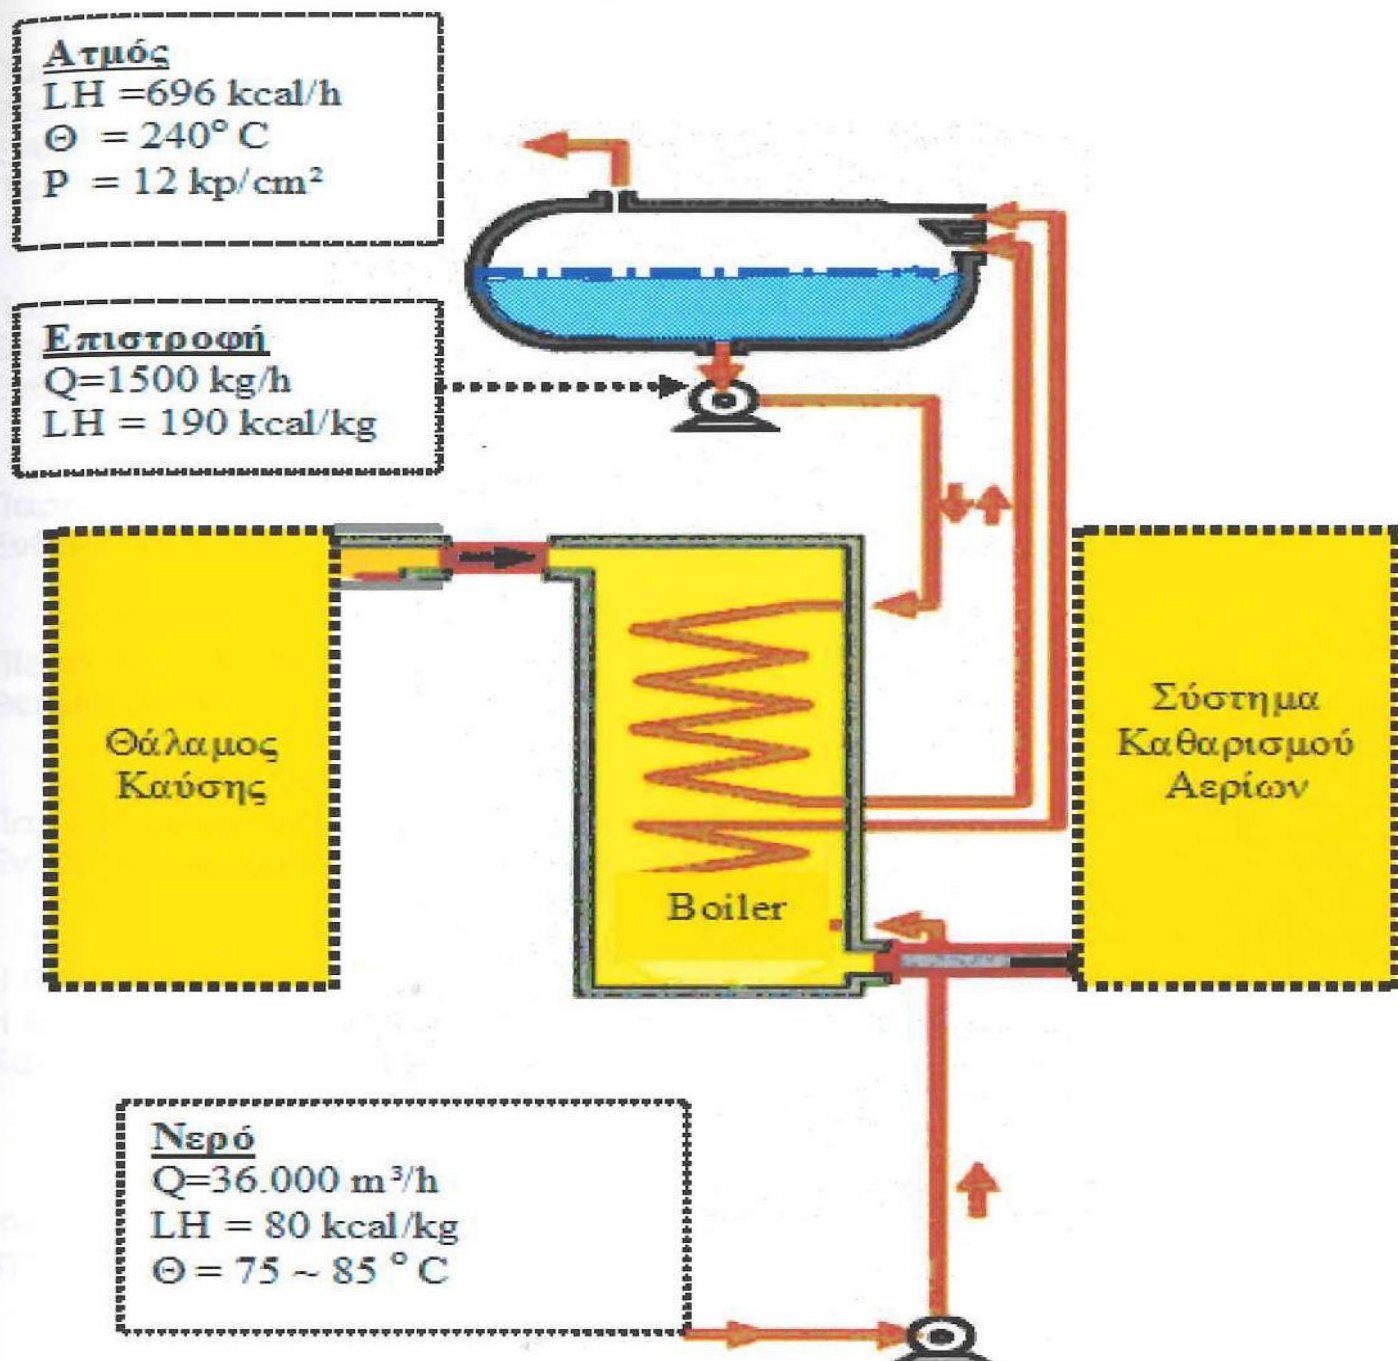 Ατμός
LH =696 kcal/h
Θ = 240° C
P = 12 kp/cm²
Επιστροφή
Q=1500 kg/h
LH = 190 kcal/kg
Θάλαμος
Καύσης
Σύστημα
Καθαρισμού
Αερίων
Boiler
Νερό
Q=36.000 m³/h
LH = 80 kcal/kg
Θ = 75 ~ 85 ° C